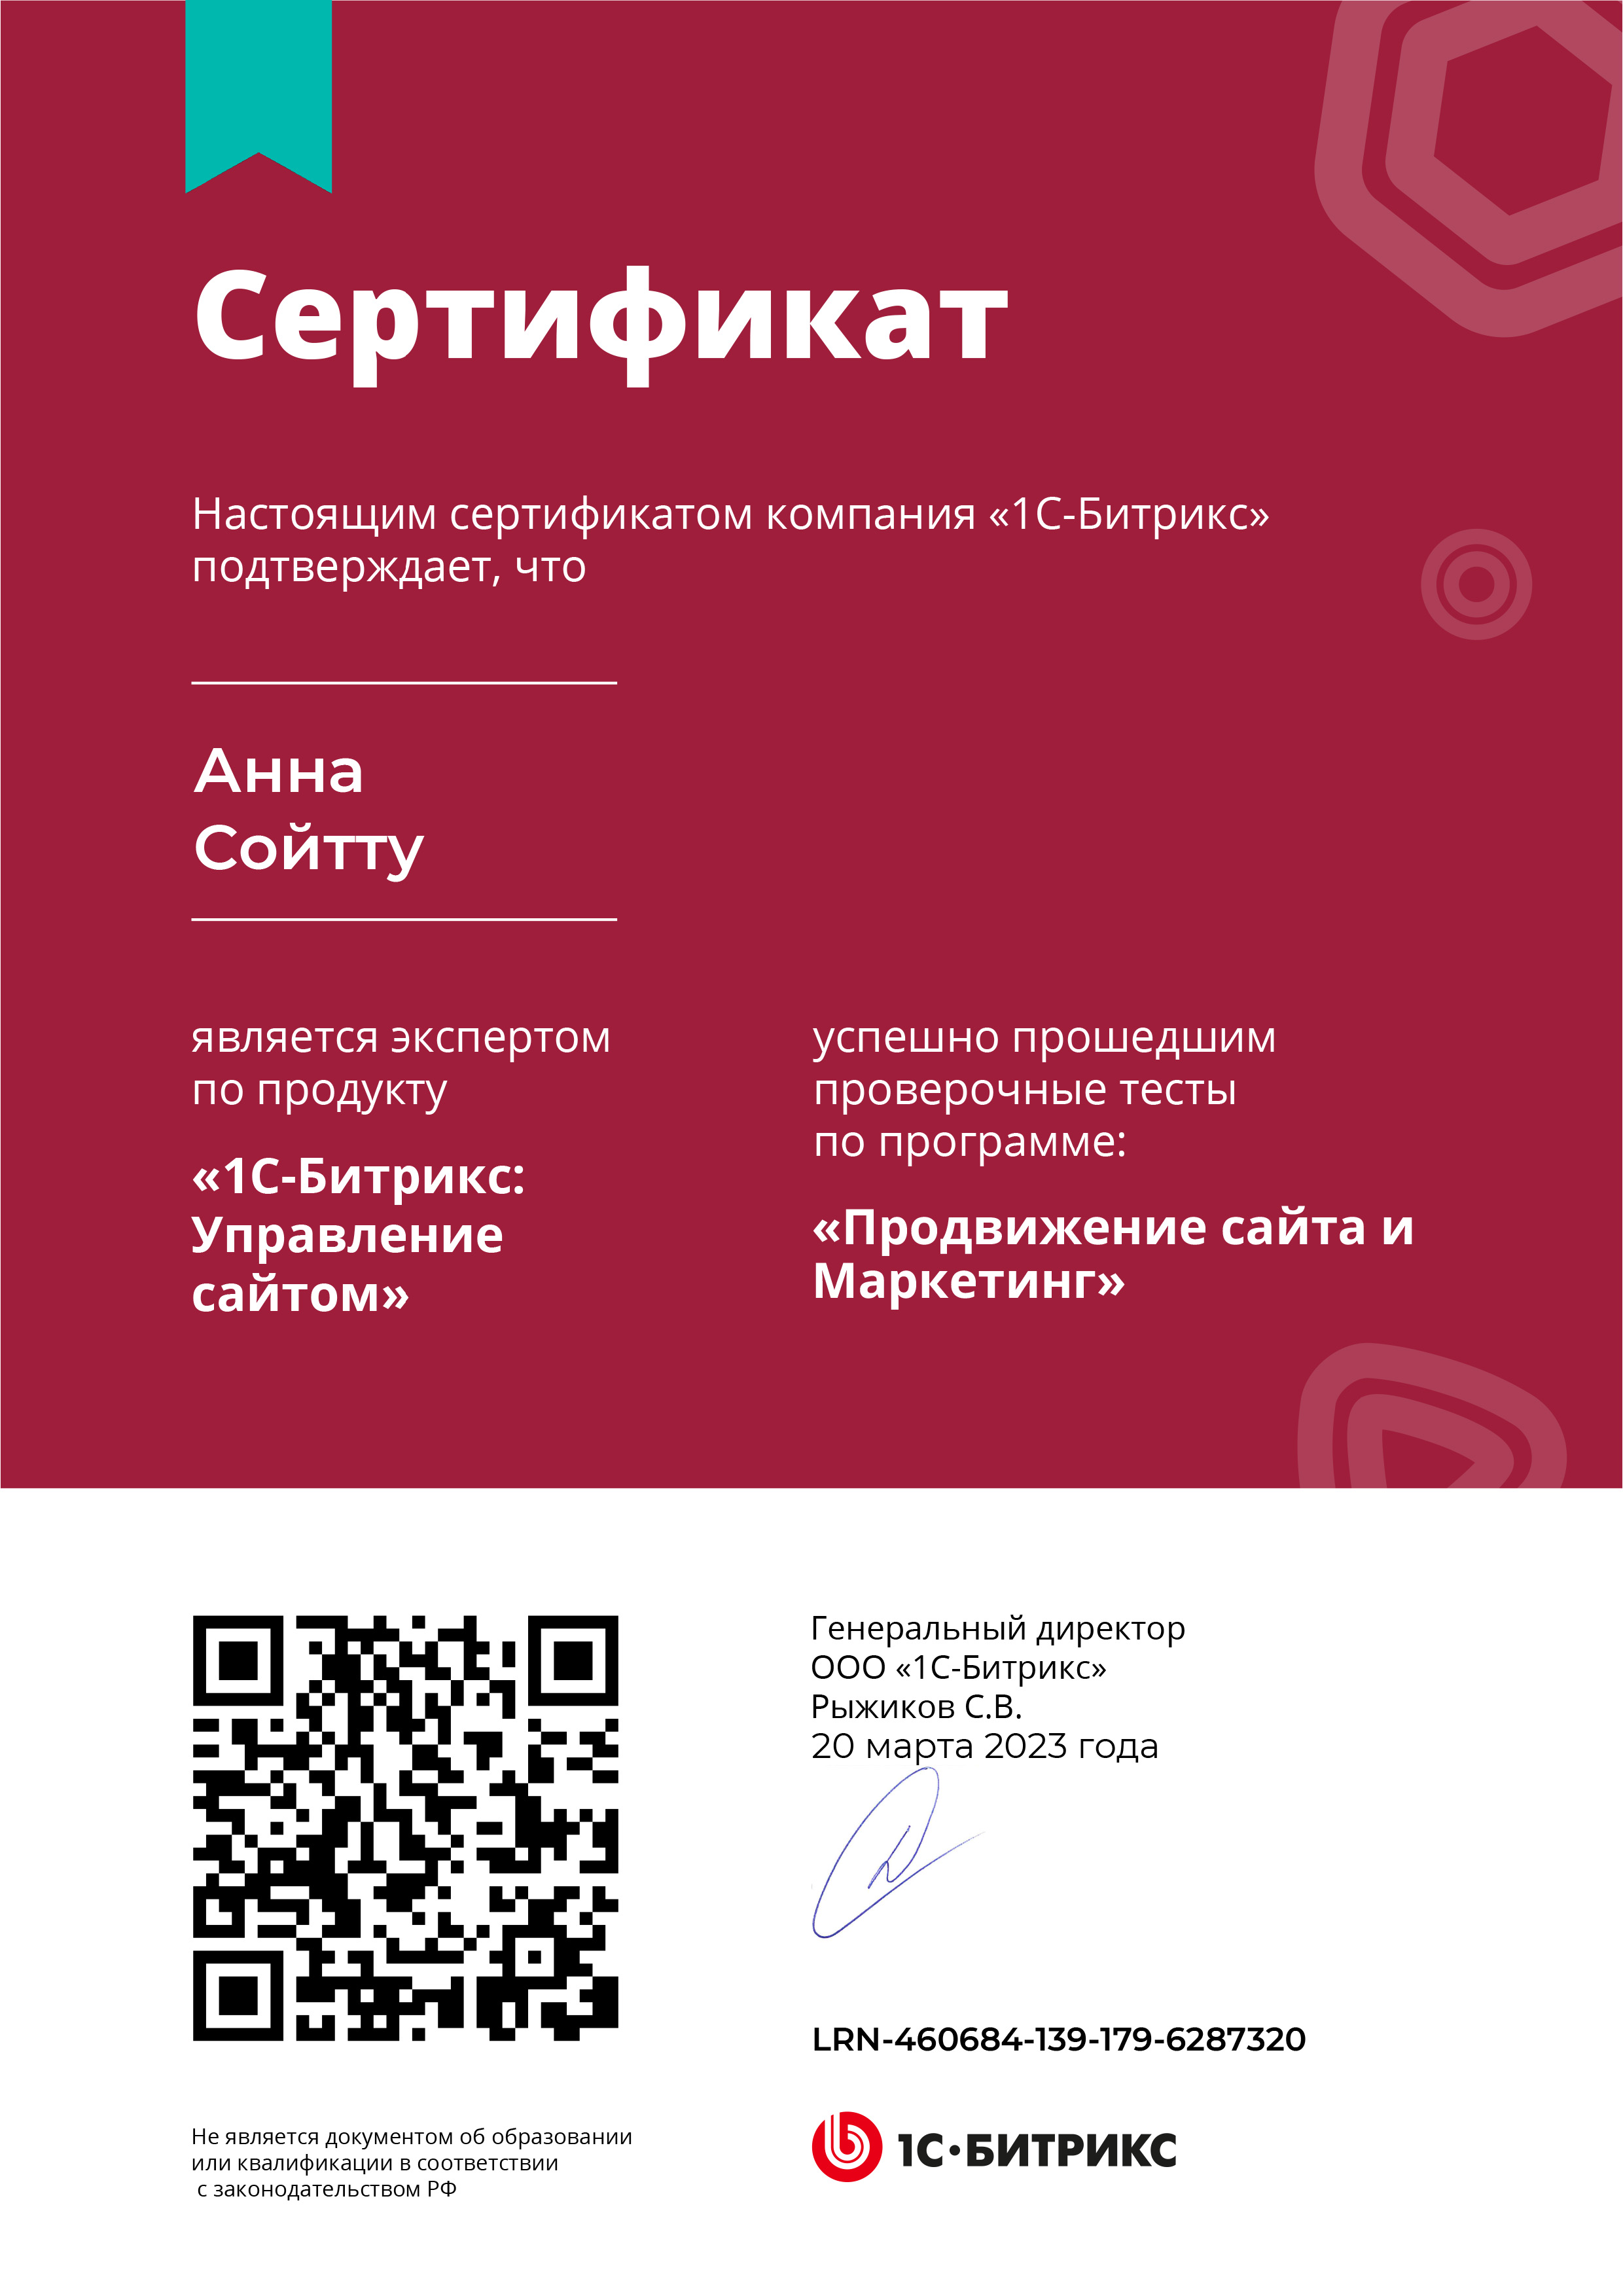 Сертификат
Настоящим сертификатом компания «1С-Битрикс»
подтверждает, что
Анна
Сойтту
является экспертом
по продукту
«1С-Битрикс:
Управление
сайтом»
успешно прошедшим
проверочные тесты
по программе:
«Продвижение сайта и
Маркетинг»
Генеральный директор
ООО «1С-Битрикс»
Рыжиков С.В.
20 марта 2023 года
LRN-460684-139-179-6287320
Не является документом об образовании
или квалификации в соответствии
с законодательством РФ
1С·БИТРИКС